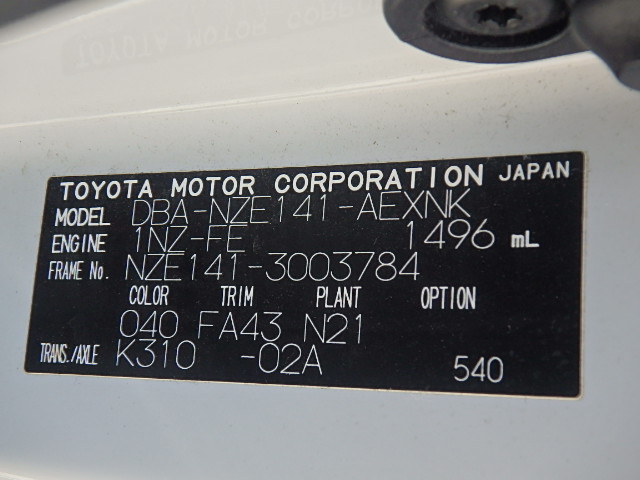 TOYOTA MOTOR CORPORATION JAPAN
MODEL DBA-NZE141-AEXNK
ENGINE 1NZ-FE 1496 mL
FRAME No. NZE141-3003784
COLOR TRIM PLANT OPTION
040 FA43 N21
TRANS./AXLE K310 -02A 540